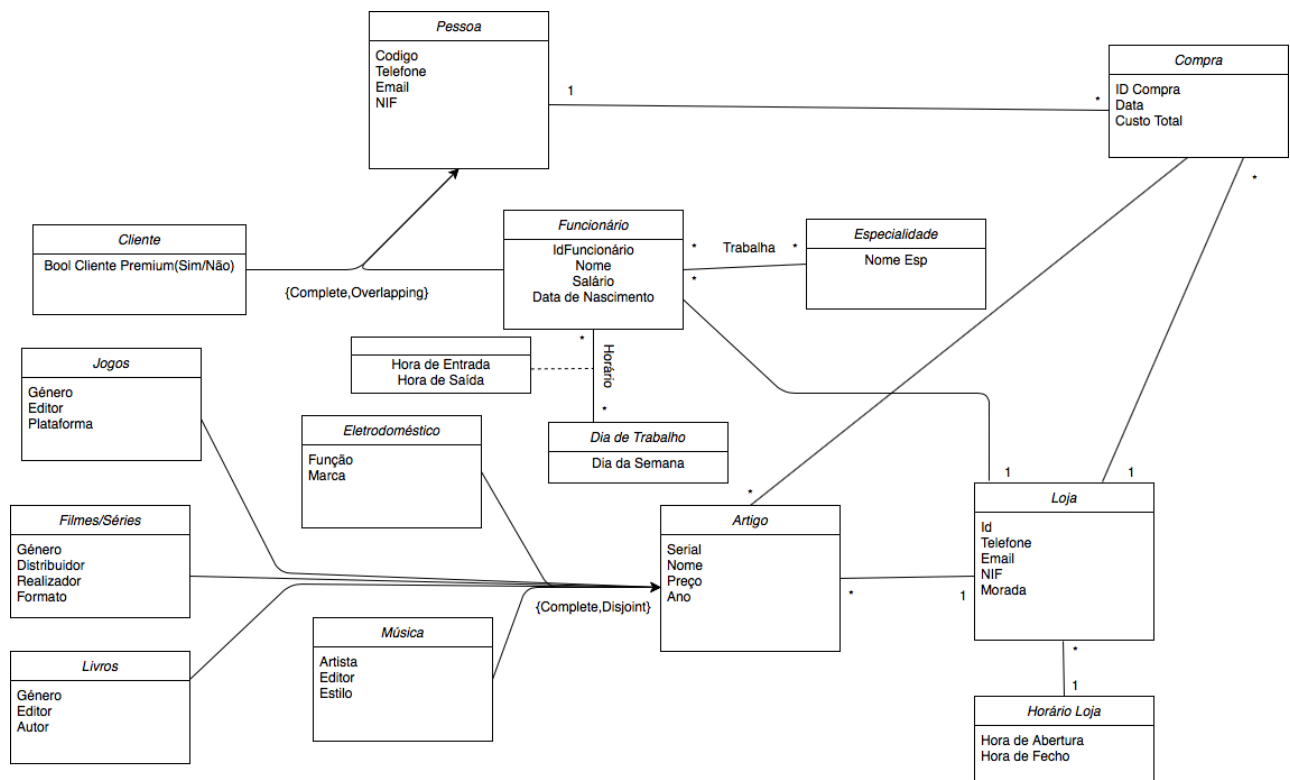 Pessoa
Codigo
Telefone
Email
NIF
1
*
Compra
ID Compra
Data
Custo Total
*
Cliente
Bool Cliente Premium(Sim/Não)
{Complete,Overlapping}
Funcionário
IdFuncionário
Nome
Salário
Data de Nascimento
*
Trabalha
*
*
Especialidade
Nome Esp
*
Horário
*
Hora de Entrada
Hora de Saída
Dia de Trabalho
Dia da Semana
Jogos
Género
Editor
Plataforma
Eletrodoméstico
Função
Marca
Filmes/Séries
Género
Distribuidor
Realizador
Formato
Livros
Género
Editor
Autor
Música
Artista
Editor
Estilo
{Complete,Disjoint}
*
Artigo
Serial
Nome
Preço
Ano
*
1
1
1
Loja
Id
Telefone
Email
NIF
Morada
*
1
Horário Loja
Hora de Abertura
Hora de Fecho